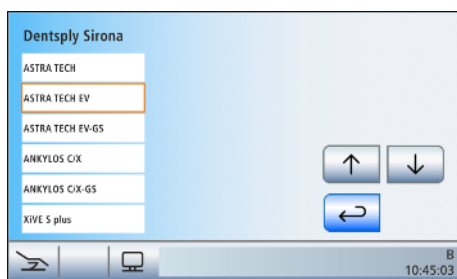 Dentsply Sirona
ASTRA TECH
ASTRA TECH EV
ASTRA TECH EV-GS
ANKYLOS C/X
ANKYLOS C/X-GS
XiVE S plus
B
10:45:03